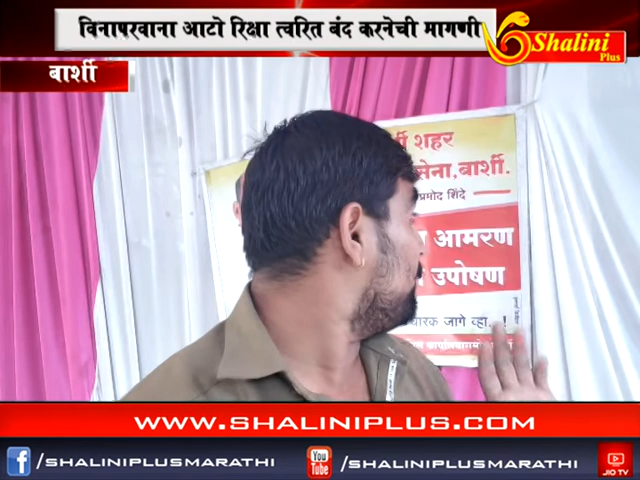 विनापरवाना आटो रिक्षा त्वरित बंद करनेची मागणी
Shalini
Plus
बार्शी
शहर
सेना, बार्शी.
प्रमोद शिंदे
आमरण
उपोषण
जागे व्हा. !
WWW.SHALINIPLUS.COM
/SHALINIPLUSMARATHI
You Tube
/SHALINIPLUSMARATHI
JIO TV